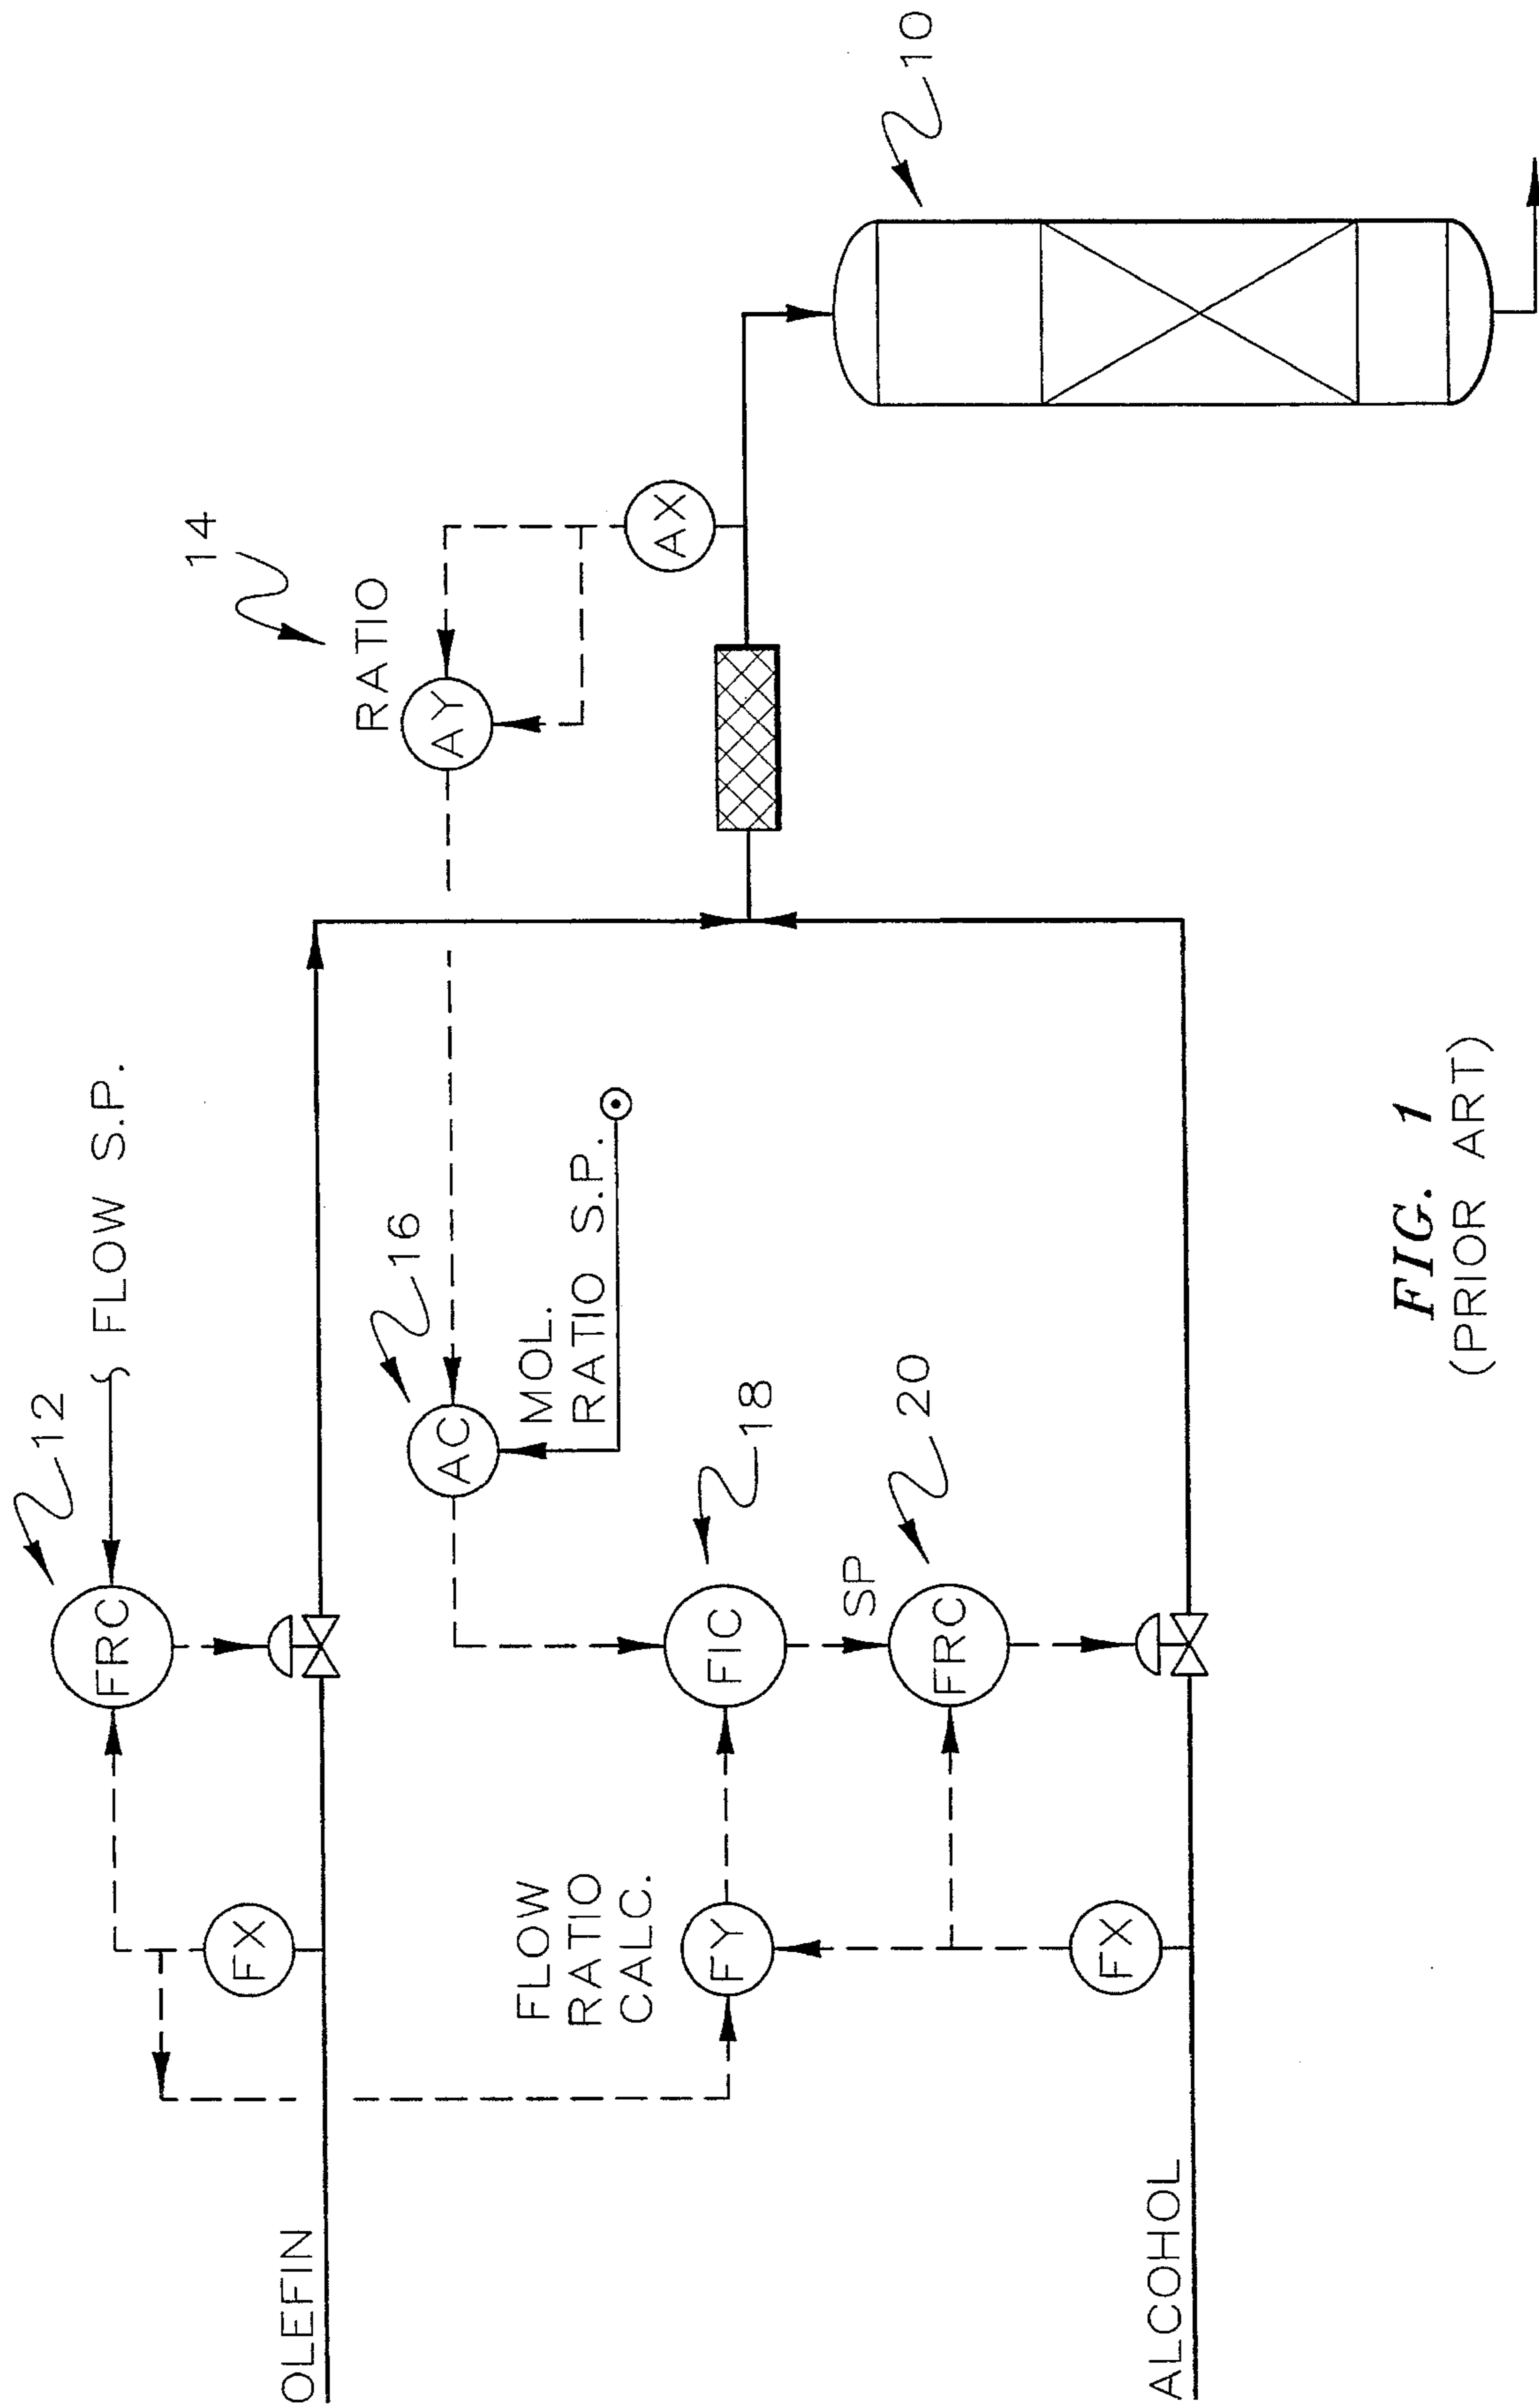 12
FLOW S.P.
FRC
FX
OLEFIN
14
RATIO
AY
AX
10
16
AC
MOL.
RATIO S.P.
FLOW
RATIO
CALC.
FY
FIC
18
SP
FRC
20
FX
ALCOHOL
FIG. 1
(PRIOR ART)